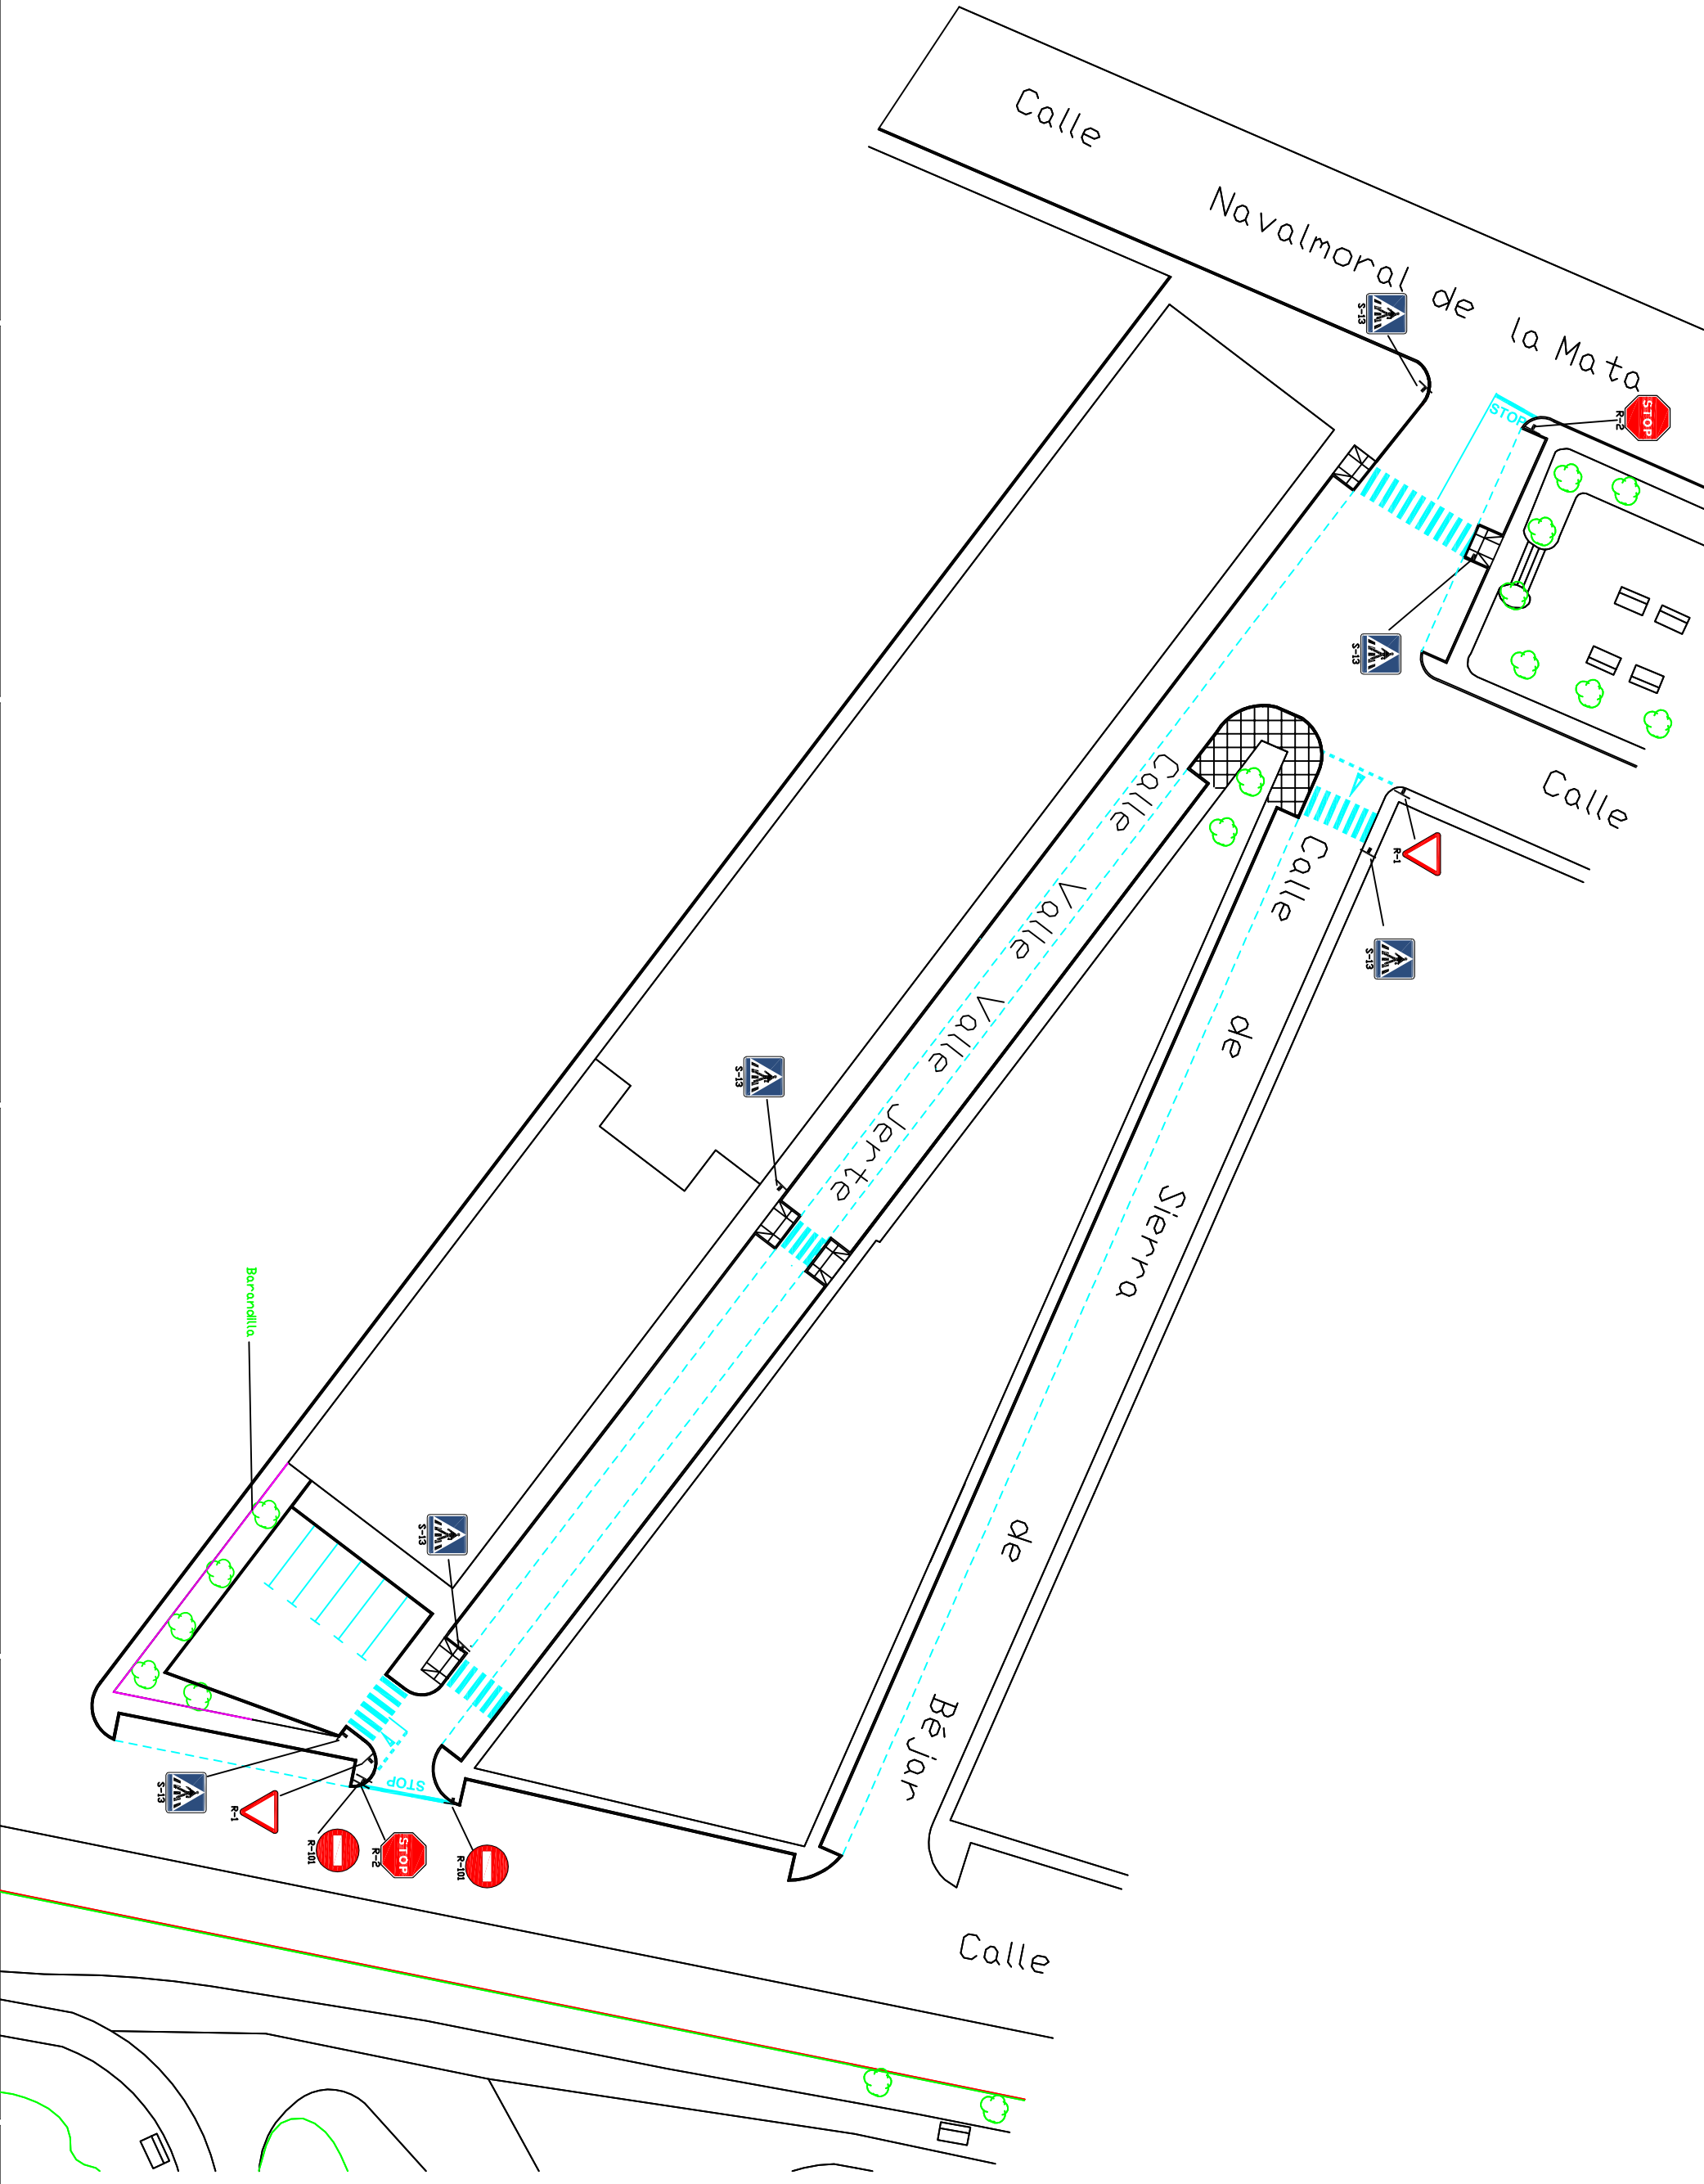 Calle Navalmoral de la Mata
S-13
STOP
R-2
STOP
S-13
Calle
R-1
S-13
Calle Valle Valle Jerte
Calle de Sierra de Béjar
S-13
Barandilla
S-13
S-13
R-1
R-101
STOP
R-2
STOP
R-101
Calle